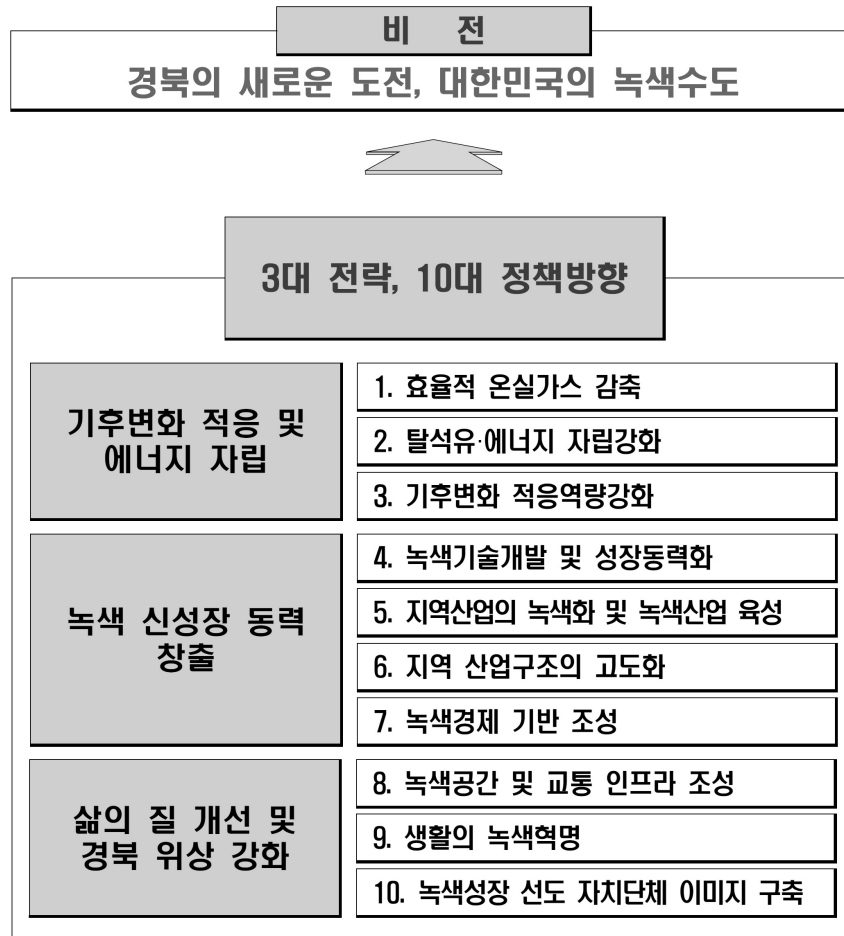 비 전
경북의 새로운 도전, 대한민국의 녹색수도
3대 전략, 10대 정책방향
기후변화 적응 및
에너지 자립
1. 효율적 온실가스 감축
2. 탈석유·에너지 자립강화
3. 기후변화 적응역량강화
녹색 신성장 동력
창출
4. 녹색기술개발 및 성장동력화
5. 지역산업의 녹색화 및 녹색산업 육성
6. 지역 산업구조의 고도화
7. 녹색경제 기반 조성
삶의 질 개선 및
경북 위상 강화
8. 녹색공간 및 교통 인프라 조성
9. 생활의 녹색혁명
10. 녹색성장 선도 자치단체 이미지 구축